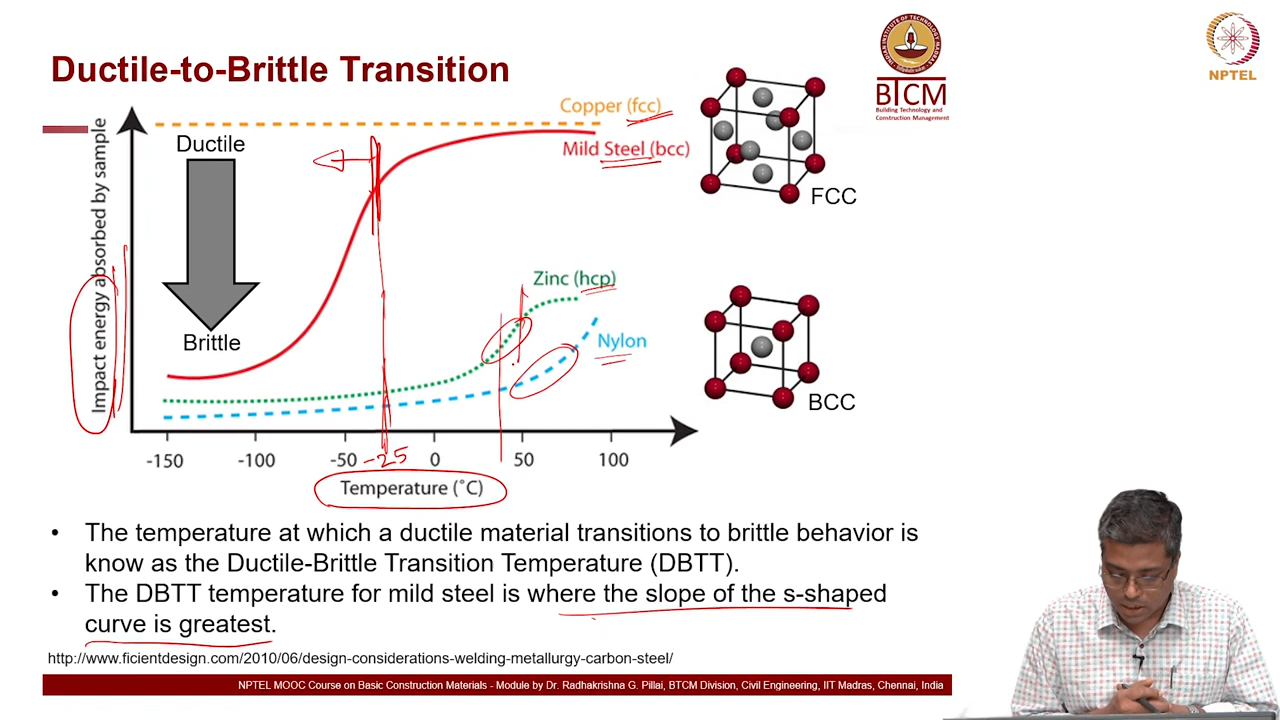 Ductile-to-Brittle Transition
INDIAN INSTITUTE OF TECHNOLOGY MADRAS
BTCM
Building Technology and
Construction Management
NPTEL
Impact energy absorbed by sample
Ductile
Brittle
Copper (fcc)
Mild Steel (bcc)
Zinc (hcp)
Nylon
FCC
BCC
-25
-150
-100
-50
0
50
100
Temperature (°C)
• The temperature at which a ductile material transitions to brittle behavior is
know as the Ductile-Brittle Transition Temperature (DBTT).
• The DBTT temperature for mild steel is where the slope of the s-shaped
curve is greatest.
http://www.ficientdesign.com/2010/06/design-considerations-welding-metallurgy-carbon-steel/
NPTEL MOOC Course on Basic Construction Materials - Module by Dr. Radhakrishna G. Pillai, BTCM Division, Civil Engineering, IIT Madras, Chennai, India